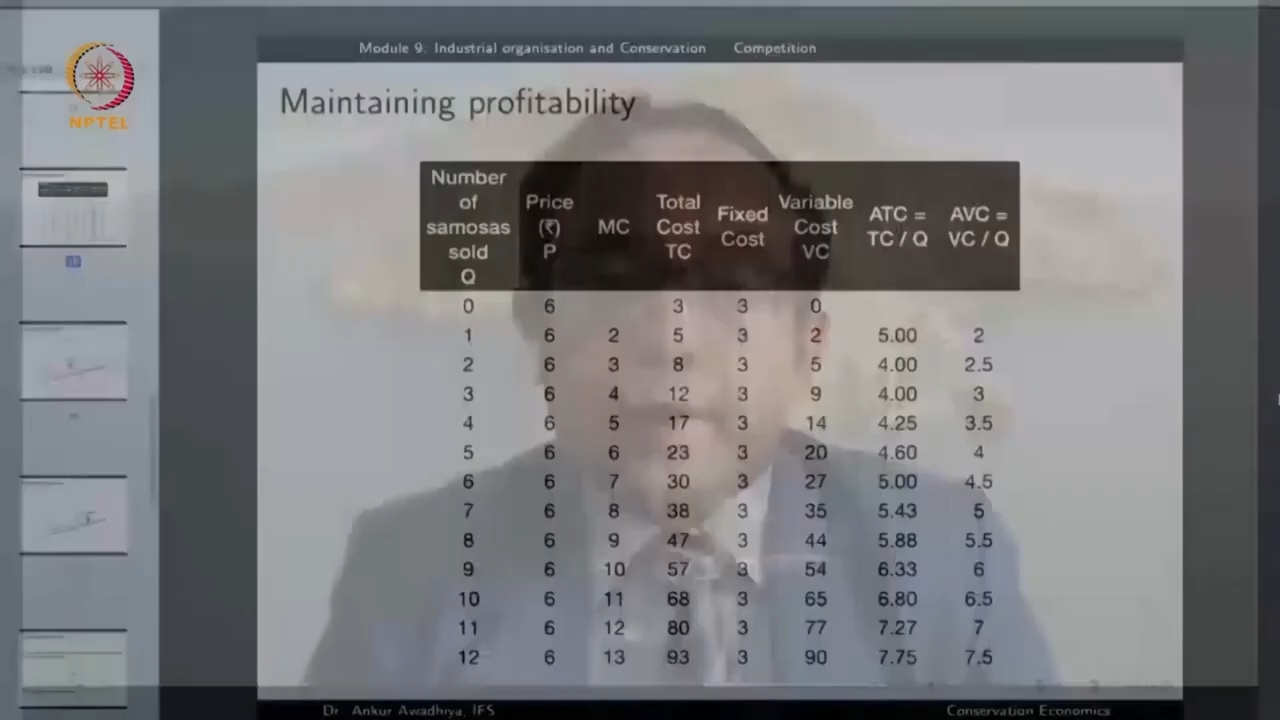 Module 9: Industrial organisation and Conservation Competition
NPTEL
Maintaining profitability
Number of samosas sold Q Price (₹) P MC Total Cost TC Fixed Cost Variable Cost VC ATC = TC / Q AVC = VC / Q
0 6 3 3 0
1 6 2 5 3 2 5.00 2
2 6 3 8 3 5 4.00 2.5
3 6 4 12 3 9 4.00 3
4 6 5 17 3 14 4.25 3.5
5 6 6 23 3 20 4.60 4
6 6 7 30 3 27 5.00 4.5
7 6 8 38 3 35 5.43 5
8 6 9 47 3 44 5.88 5.5
9 6 10 57 3 54 6.33 6
10 6 11 68 3 65 6.80 6.5
11 6 12 80 3 77 7.27 7
12 6 13 93 3 90 7.75 7.5
Dr. Ankur Awadhiya, IFS Conservation Economics